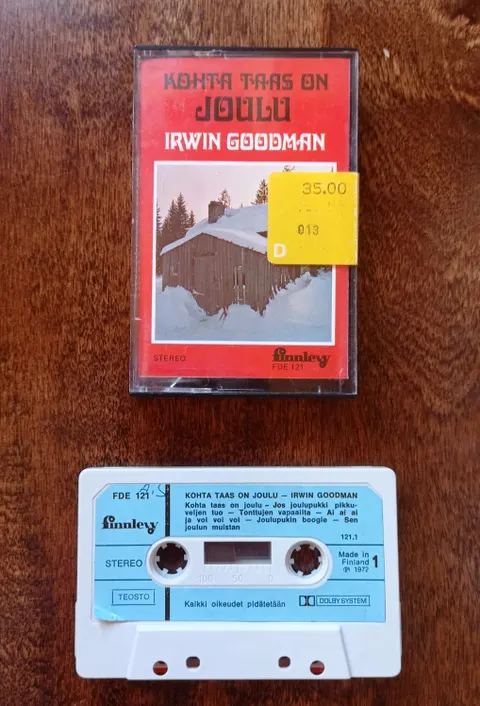 KOHTA TAAS ON
JOULU
IRWIN GOODMAN
35.00
013
D
STEREO
finnlevy
FDE 121
FDE 121
KOHTA TAAS ON JOULU — IRWIN GOODMAN
Kohta taas on joulu – Jos joulupukki pikku-
veljen tuo — Tonttujen vapaailta — Ai ai ai
ja voi voi voi — Joulupukin boogie — Sen
joulun muistan
finnlevy
121.1
STEREO
100 50 0
Made in
Finland
℗ 1972
1
TEOSTO
Kaikki oikeudet pidätetään
DOLBY SYSTEM